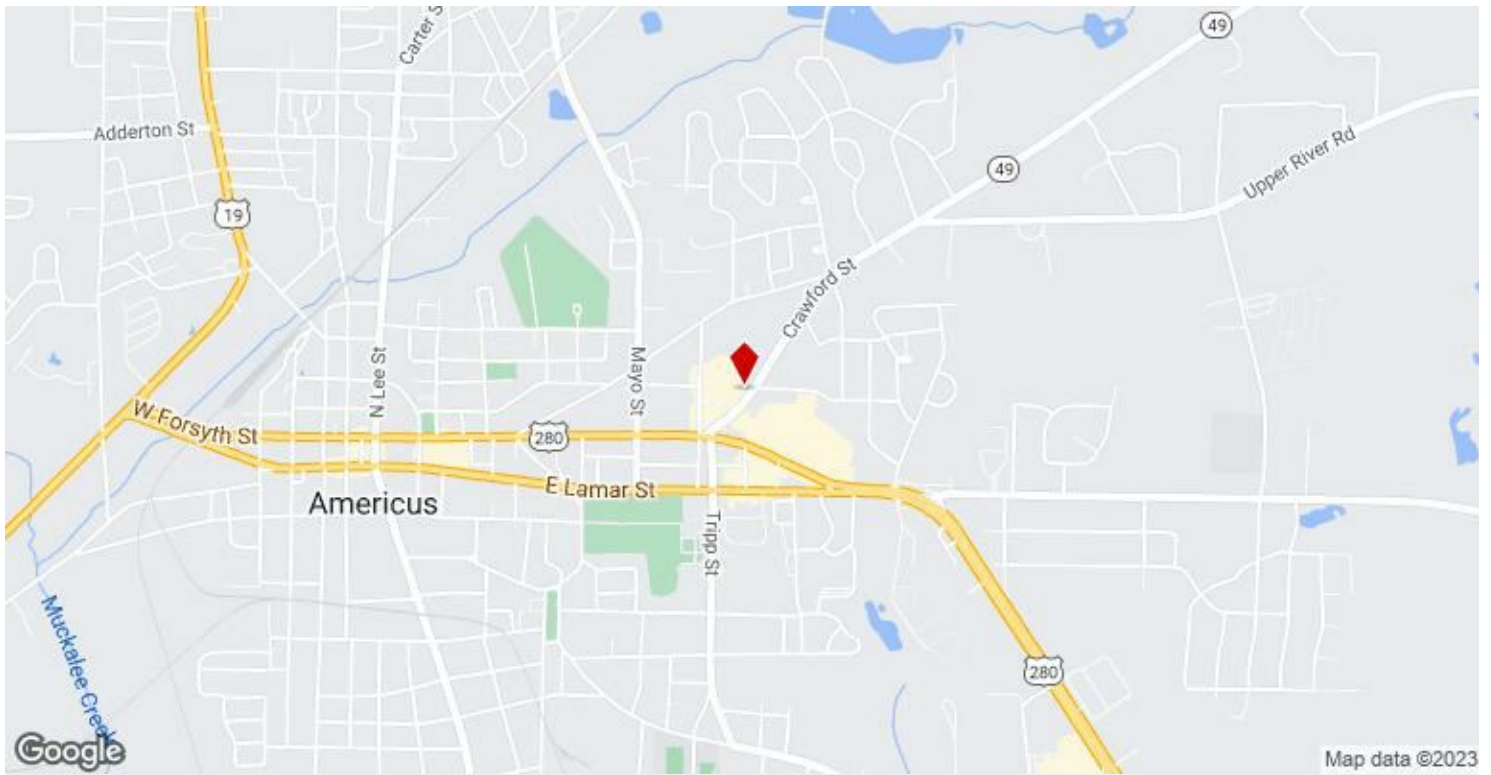 49
Carter S
Adderton St
49
Upper River Rd
19
Crawford St
N Lee St
Mayo St
W Forsyth St
280
E Lamar St
Americus
Tripp St
Muckalee Creek
280
Google
Map data ©2023